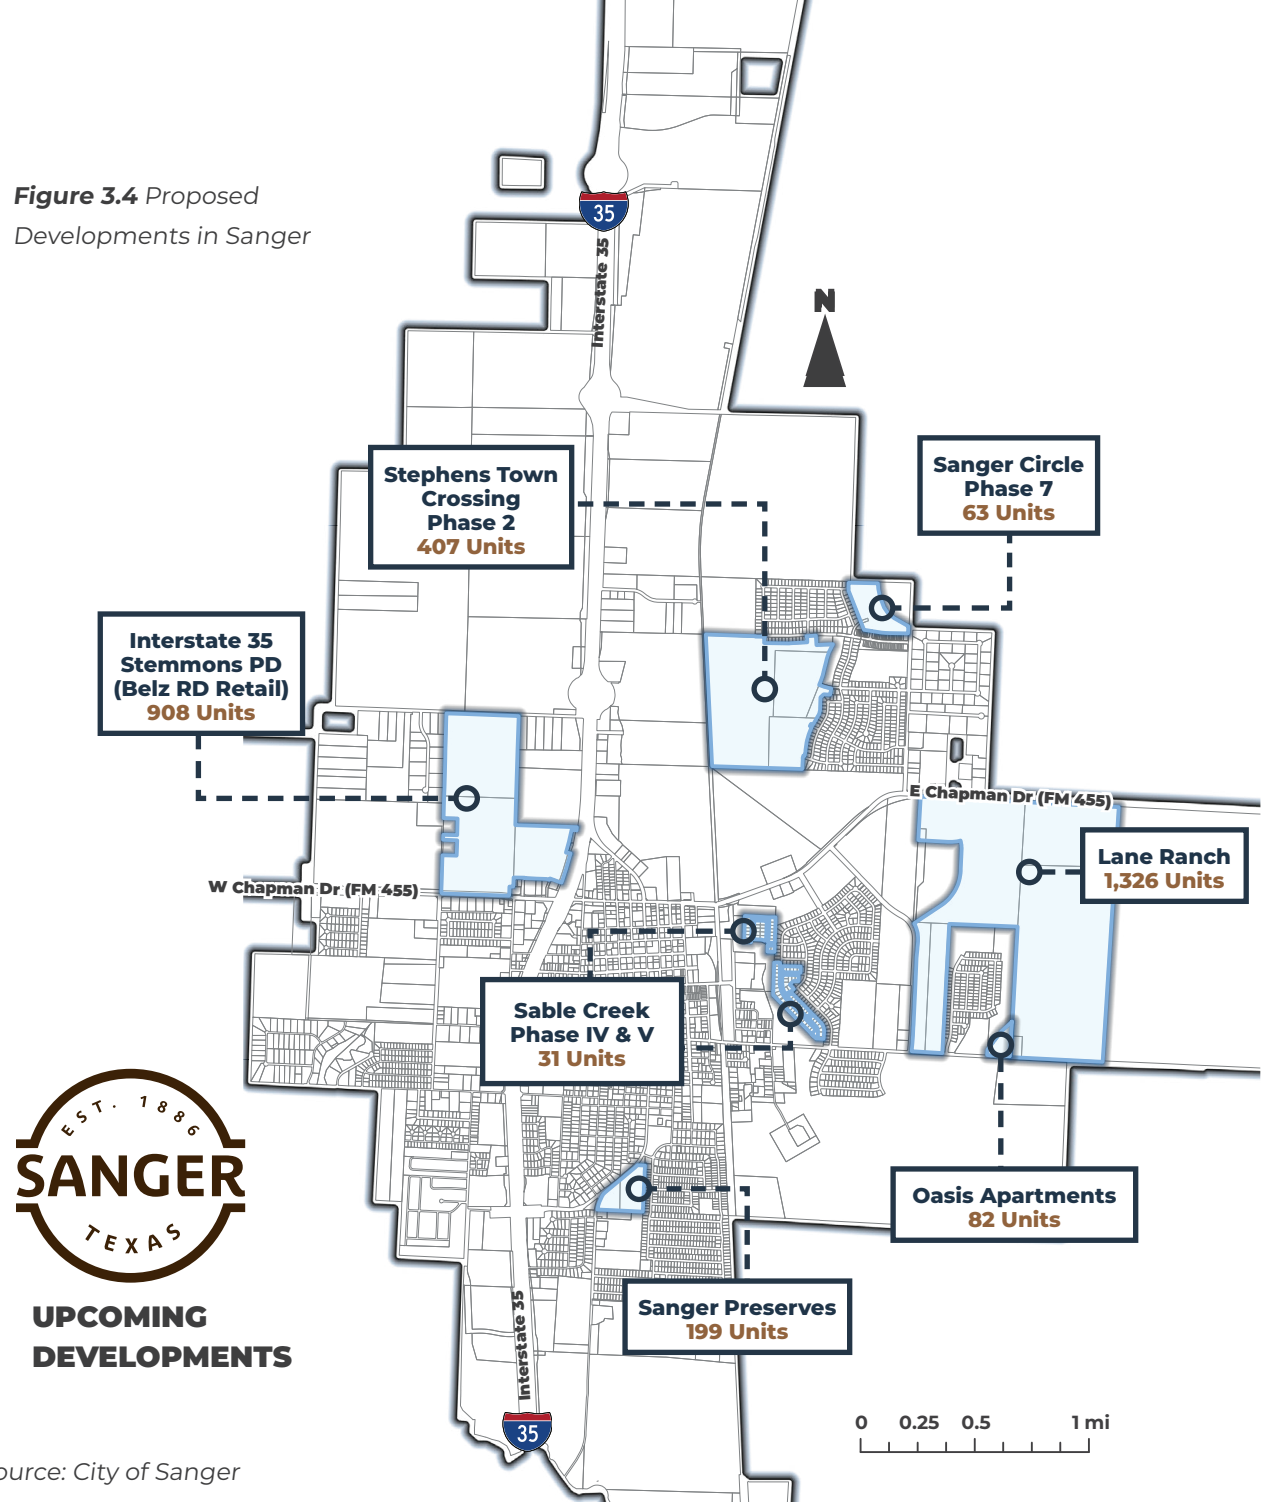 Figure 3.4 Proposed
Developments in Sanger
35
Interstate 35
N
Stephens Town
Crossing
Phase 2
407 Units
Sanger Circle
Phase 7
63 Units
Interstate 35
Stemmons PD
(Belz RD Retail)
908 Units
E Chapman Dr (FM 455)
Lane Ranch
1,326 Units
W Chapman Dr (FM 455)
Sable Creek
Phase IV & V
31 Units
EST. 1886
SANGER
TEXAS
Oasis Apartments
82 Units
Sanger Preserves
199 Units
UPCOMING
DEVELOPMENTS
Interstate 35
35
0 0.25 0.5 1 mi
ource: City of Sanger